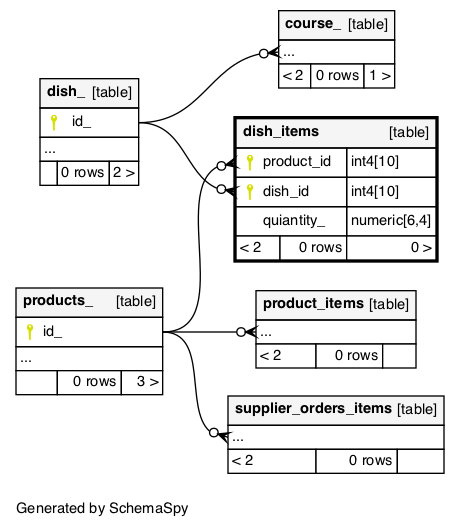 course_ [table]
...
< 2 0 rows 1 >
dish_ [table]
id_
...
0 rows 2 >
dish_items [table]
product_id int4[10]
dish_id int4[10]
quiantity_ numeric[6,4]
< 2 0 rows 0 >
products_ [table]
id_
...
0 rows 3 >
product_items [table]
...
< 2 0 rows
supplier_orders_items [table]
...
< 2 0 rows
Generated by SchemaSpy